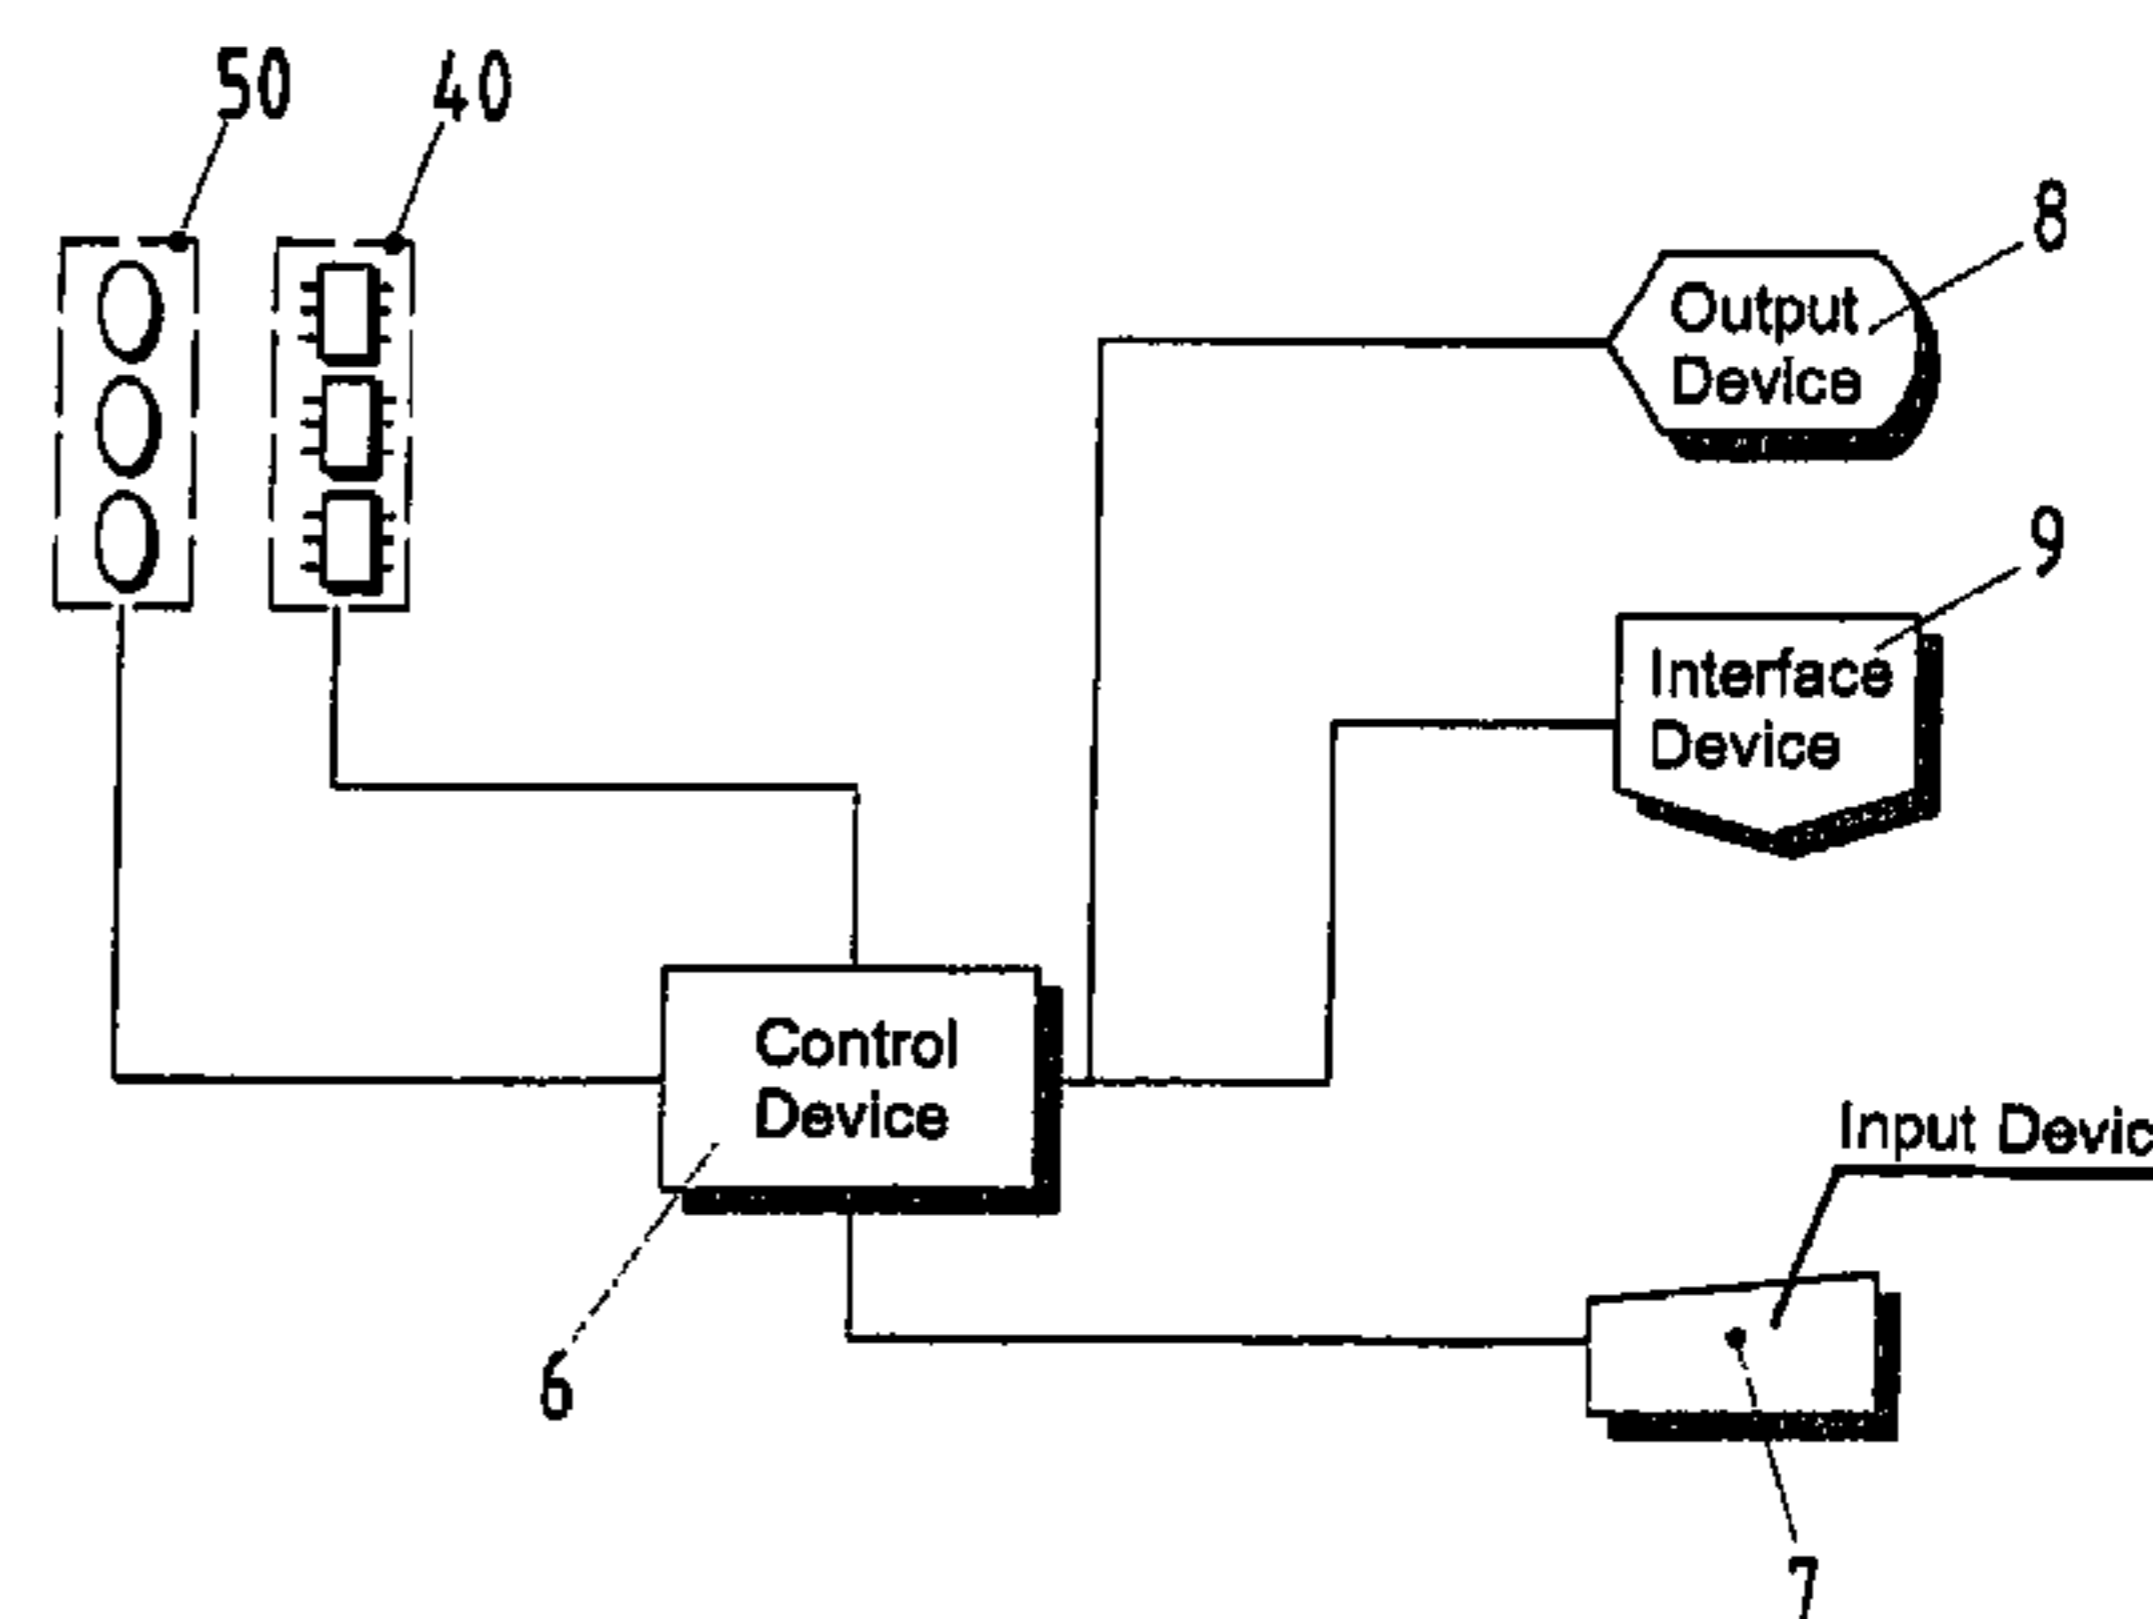 50 40
8
Output
Device
9
Interface
Device
Control
Device
Input Devic
6
7